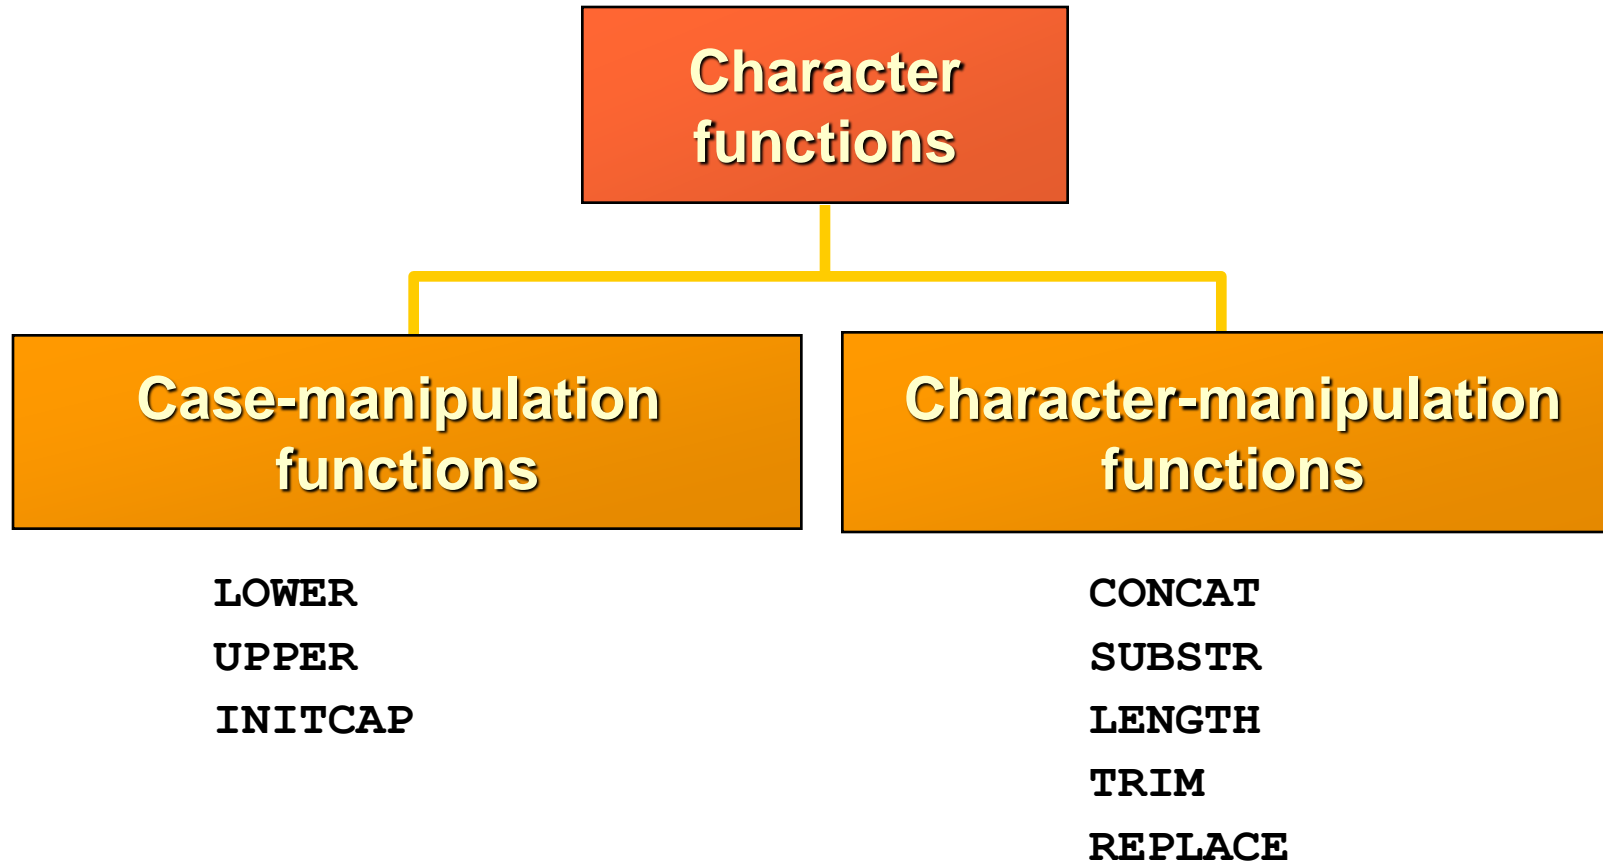 Character
functions
Case-manipulation
functions
Character-manipulation
functions
LOWER
UPPER
INITCAP
CONCAT
SUBSTR
LENGTH
TRIM
REPLACE